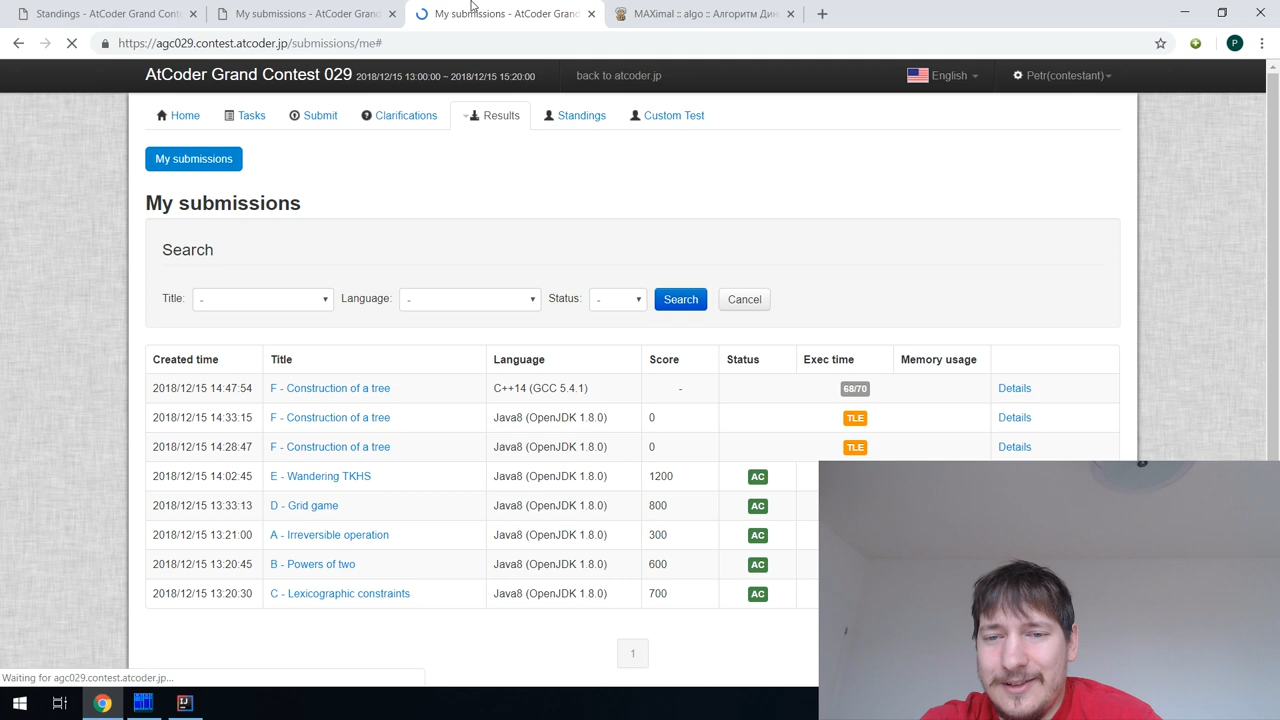 Standings - AtCoder Grand Cont
My submissions - AtCoder Grand
My submissions - AtCoder Grand
MAXimal :: algo :: Алгоритм Дин
https://agc029.contest.atcoder.jp/submissions/me#
P
AtCoder Grand Contest 029 2018/12/15 13:00:00 ~ 2018/12/15 15:20:00 back to atcoder.jp English Petr(contestant)
Home Tasks Submit Clarifications Results Standings Custom Test
My submissions
My submissions
Search
Title: - Language: - Status: - Search Cancel
Created time Title Language Score Status Exec time Memory usage
2018/12/15 14:47:54 F - Construction of a tree C++14 (GCC 5.4.1) - 68/70 Details
2018/12/15 14:33:15 F - Construction of a tree Java8 (OpenJDK 1.8.0) 0 TLE Details
2018/12/15 14:28:47 F - Construction of a tree Java8 (OpenJDK 1.8.0) 0 TLE Details
2018/12/15 14:02:45 E - Wandering TKHS Java8 (OpenJDK 1.8.0) 1200 AC
2018/12/15 13:33:13 D - Grid game Java8 (OpenJDK 1.8.0) 800 AC
2018/12/15 13:21:00 A - Irreversible operation Java8 (OpenJDK 1.8.0) 300 AC
2018/12/15 13:20:45 B - Powers of two Java8 (OpenJDK 1.8.0) 600 AC
2018/12/15 13:20:30 C - Lexicographic constraints Java8 (OpenJDK 1.8.0) 700 AC
1
Waiting for agc029.contest.atcoder.jp...